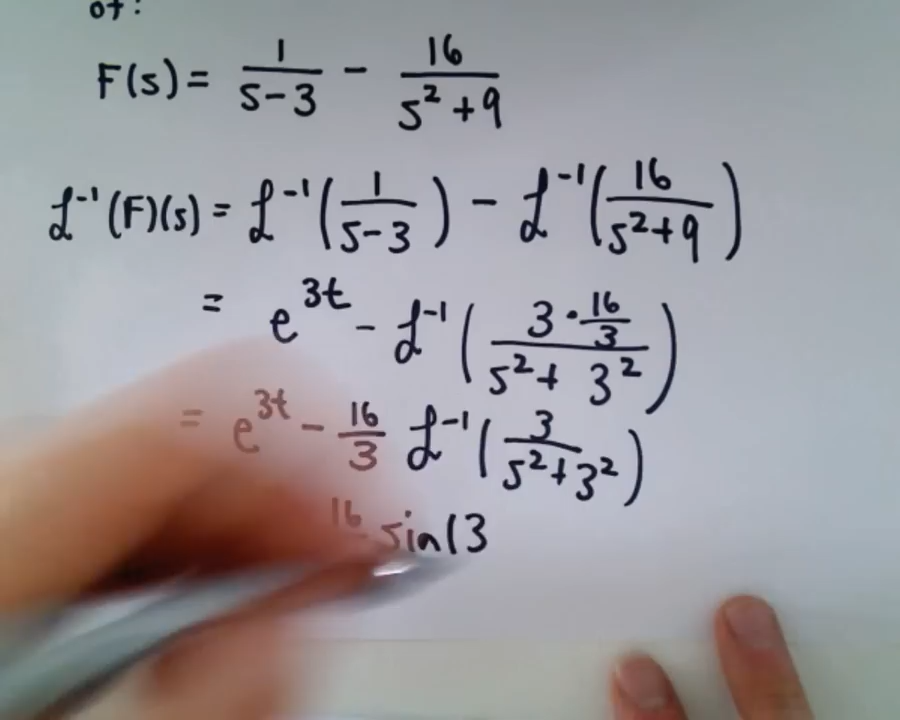 of:
F(s) = 1/(s-3) - 16/(s²+9)
ℒ⁻¹(F)(s) = ℒ⁻¹(1/(s-3)) - ℒ⁻¹(16/(s²+9))
= e^(3t) - ℒ⁻¹((3·16/3)/(s²+ 3²))
= e^(3t) - 16/3 ℒ⁻¹(3/(s²+3²))
16 sin(3